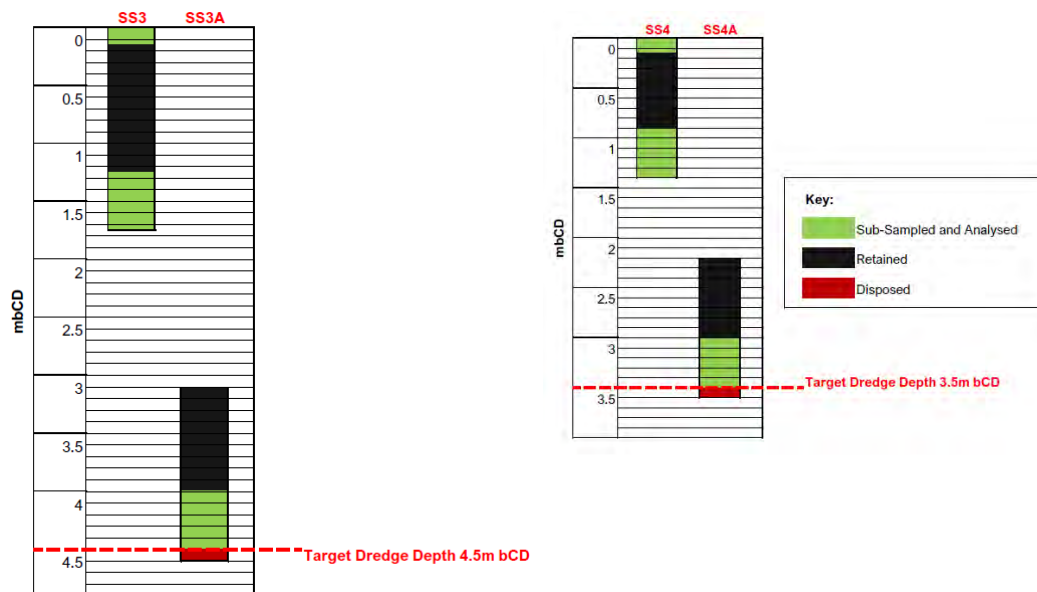 SS3 SS3A
0
0.5
1
1.5
2
2.5
3
3.5
4
4.5
mbCD
Target Dredge Depth 4.5m bCD
SS4 SS4A
0
0.5
1
1.5
2
2.5
3
3.5
mbCD
Target Dredge Depth 3.5m bCD
Key:
Sub-Sampled and Analysed
Retained
Disposed